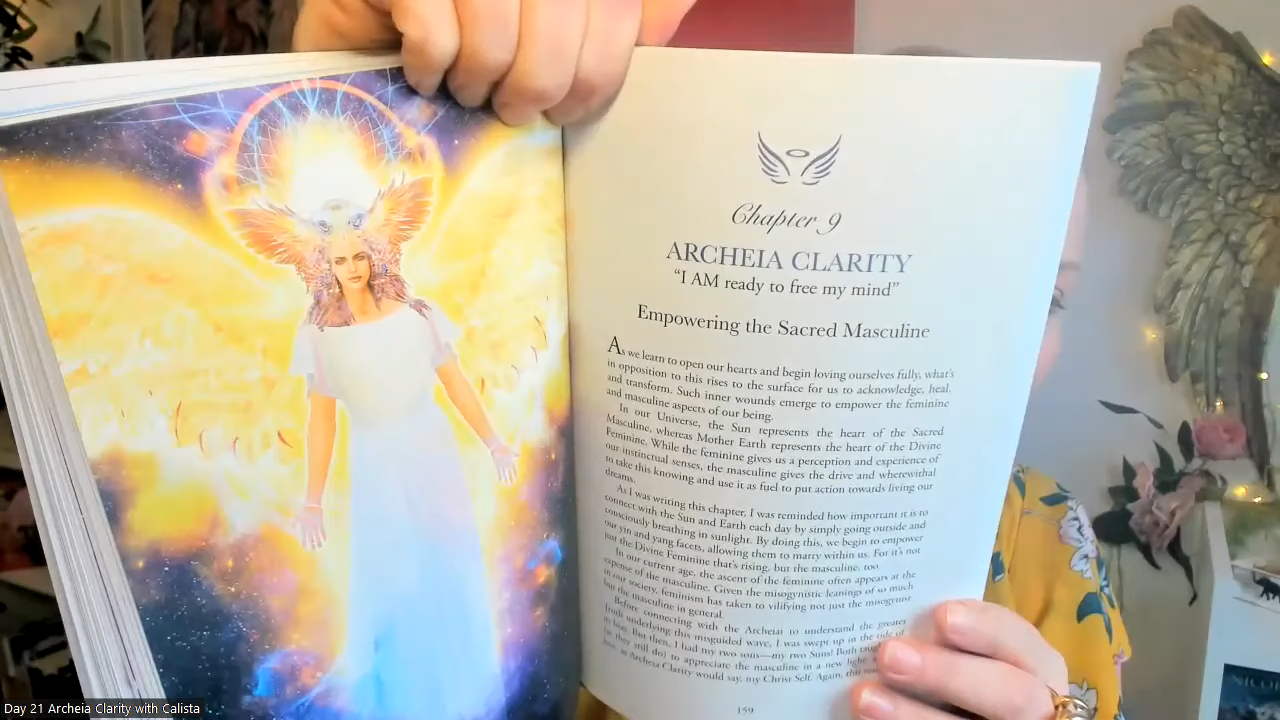 Chapter 9
ARCHEIA CLARITY
“I AM ready to free my mind”
Empowering the Sacred Masculine
As we learn to open our hearts and begin loving ourselves fully, what's
in opposition to this rises to the surface for us to acknowledge, heal,
and transform. Such inner wounds emerge to empower the feminine
and masculine aspects of our being.
In our Universe, the Sun represents the heart of the Sacred
Masculine, whereas Mother Earth represents the heart of the Divine
Feminine. While the feminine gives us a perception and experience of
our instinctual senses, the masculine gives the drive and wherewithal
to take this knowing and use it as fuel to put action towards living our
dreams.
As I was writing this chapter, I was reminded how important it is to
connect with the Sun and Earth each day by simply going outside and
consciously breathing in sunlight. By doing this, we begin to empower
our yin and yang facets, allowing them to marry within us. For it's not
just the Divine Feminine that's rising, but the masculine, too.
In our current age, the ascent of the feminine often appears at the
expense of the masculine. Given the misogynistic leanings of so much
in our society, feminism has taken to vilifying not just the misogynist
but the masculine in general.
Before connecting with the Archeiai to understand the greater
truth underlying this misguided wave, I was swept up in the tide of
But then, I had my two sons—my two Suns! Both
they still do) to appreciate the masculine in a new light
as Archeia Clarity would say, my Christ Self. Again, this
159
NICO
Day 21 Archeia Clarity with Calista